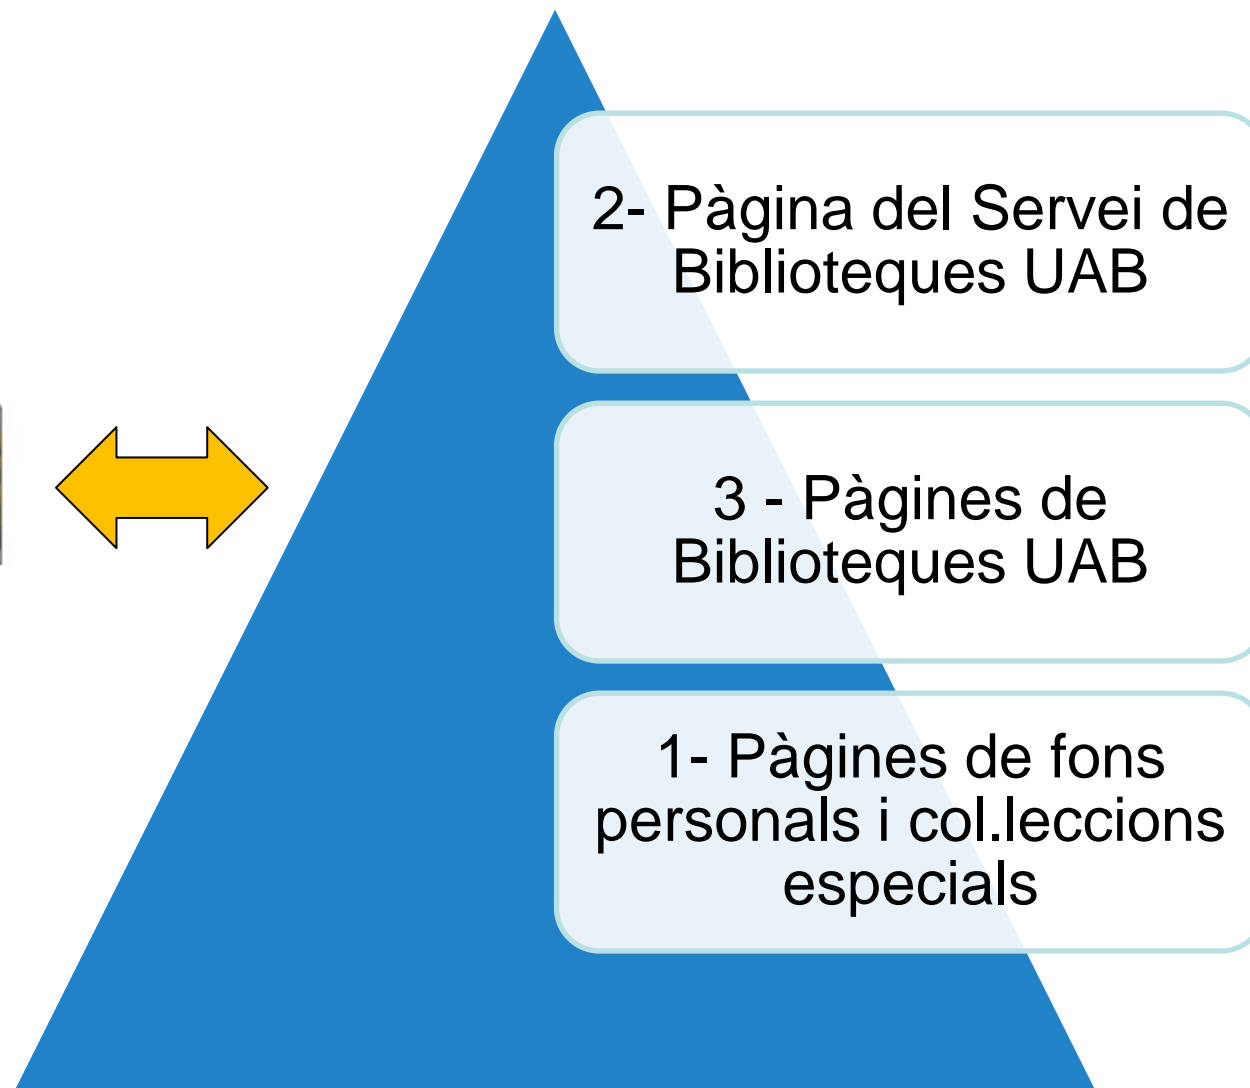 2- Pàgina del Servei de
Biblioteques UAB
3 - Pàgines de
Biblioteques UAB
1- Pàgines de fons
personals i col.leccions
especials